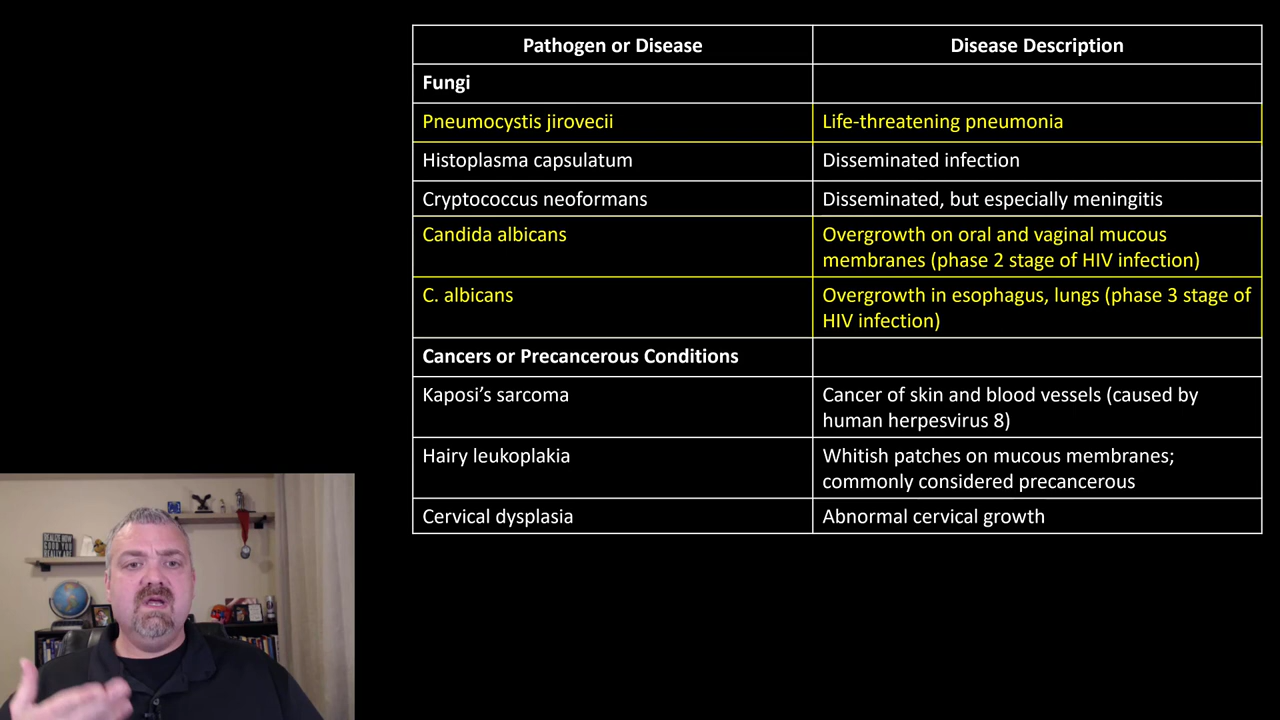 Pathogen or Disease
Disease Description
Fungi
Pneumocystis jirovecii
Life-threatening pneumonia
Histoplasma capsulatum
Disseminated infection
Cryptococcus neoformans
Disseminated, but especially meningitis
Candida albicans
Overgrowth on oral and vaginal mucous
membranes (phase 2 stage of HIV infection)
C. albicans
Overgrowth in esophagus, lungs (phase 3 stage of
HIV infection)
Cancers or Precancerous Conditions
Kaposi’s sarcoma
Cancer of skin and blood vessels (caused by
human herpesvirus 8)
Hairy leukoplakia
Whitish patches on mucous membranes;
commonly considered precancerous
Cervical dysplasia
Abnormal cervical growth